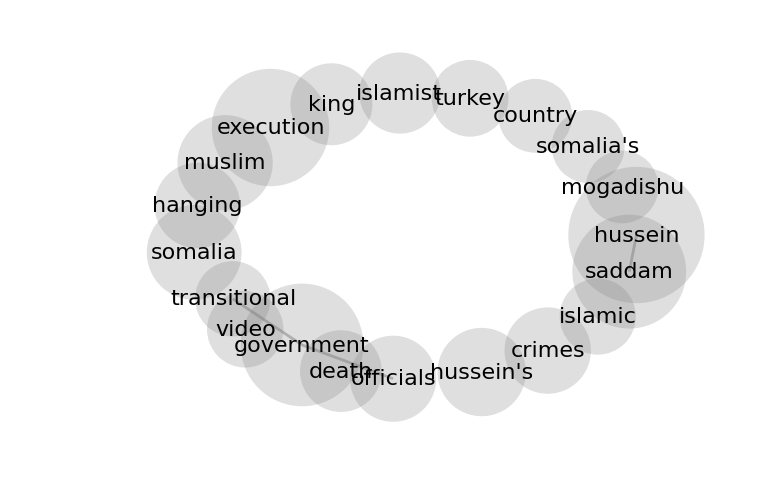 islamist
turkey
king
country
execution
somalia's
muslim
mogadishu
hanging
hussein
somalia
saddam
transitional
islamic
video
government
crimes
death
hussein's
officials